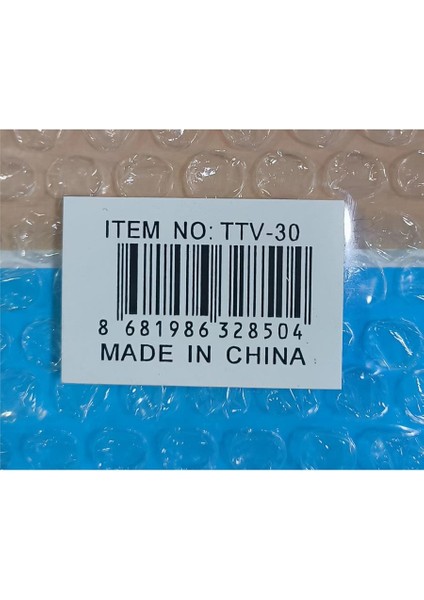 ITEM NO: TTV-30
8 681986 328504
MADE IN CHINA